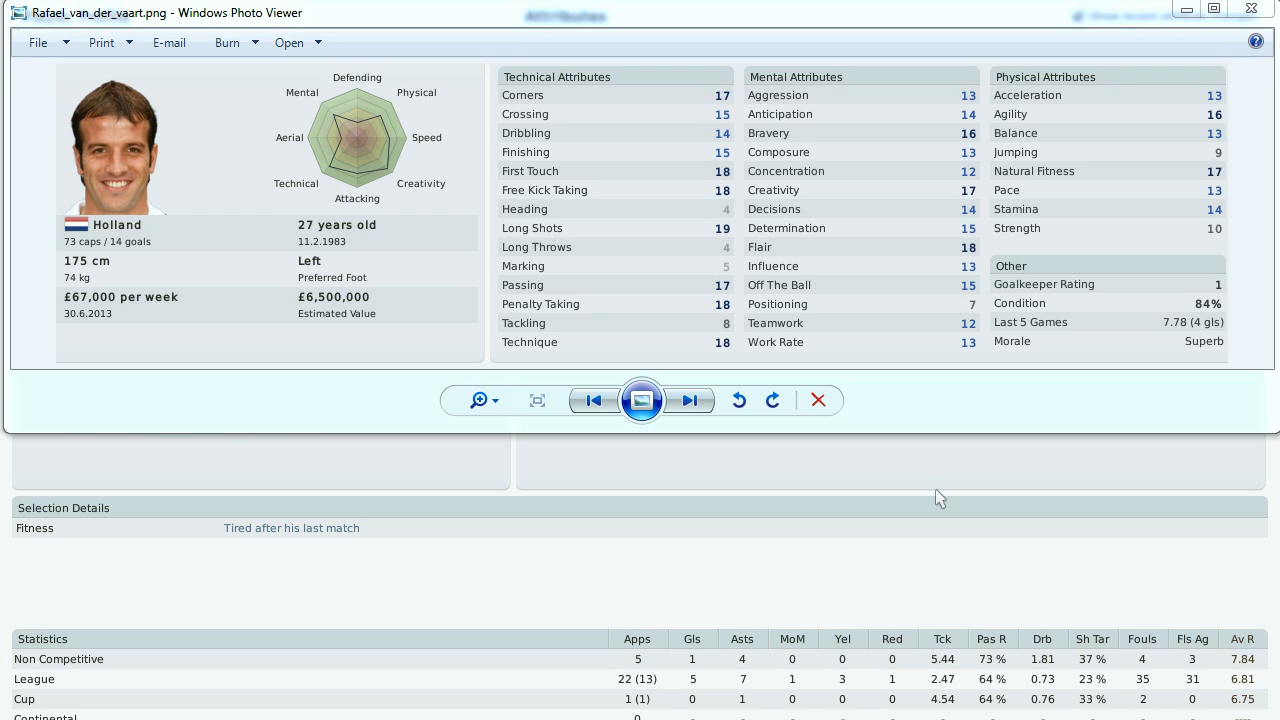 Rafael_van_der_vaart.png - Windows Photo Viewer
File Print E-mail Burn Open
Defending
Mental Physical
Aerial Speed
Technical Creativity
Attacking
Holland 27 years old
73 caps / 14 goals 11.2.1983
175 cm Left
74 kg Preferred Foot
£67,000 per week £6,500,000
30.6.2013 Estimated Value
Technical Attributes
Corners 17
Crossing 15
Dribbling 14
Finishing 15
First Touch 18
Free Kick Taking 18
Heading 4
Long Shots 19
Long Throws 4
Marking 5
Passing 17
Penalty Taking 18
Tackling 8
Technique 18
Mental Attributes
Aggression 13
Anticipation 14
Bravery 16
Composure 13
Concentration 12
Creativity 17
Decisions 14
Determination 15
Flair 18
Influence 13
Off The Ball 15
Positioning 7
Teamwork 12
Work Rate 13
Physical Attributes
Acceleration 13
Agility 16
Balance 13
Jumping 9
Natural Fitness 17
Pace 13
Stamina 14
Strength 10
Other
Goalkeeper Rating 1
Condition 84%
Last 5 Games 7.78 (4 gls)
Morale Superb
Selection Details
Fitness Tired after his last match
Statistics Apps Gls Asts MoM Yel Red Tck Pas R Drb Sh Tar Fouls Fls Ag Av R
Non Competitive 5 1 4 0 0 0 5.44 73 % 1.81 37 % 4 3 7.84
League 22 (13) 5 7 1 3 1 2.47 64 % 0.73 23 % 35 31 6.81
Cup 1 (1) 0 1 0 0 0 4.54 64 % 0.76 33 % 2 0 6.75
Continental 0